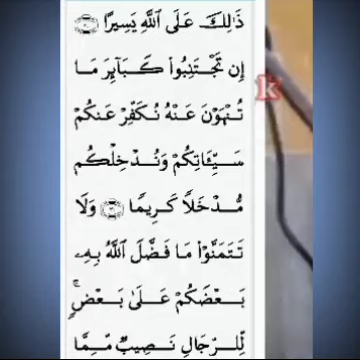 ذَٰلِكَ عَلَى ٱللَّهِ يَسِيرًا ۝
إِن تَجْتَنِبُوا۟ كَبَآئِرَ مَا
تُنْهَوْنَ عَنْهُ نُكَفِّرْ عَنكُمْ
سَيِّـَٔاتِكُمْ وَنُدْخِلْكُم
مُّدْخَلًا كَرِيمًا ۝ وَلَا
تَتَمَنَّوْا۟ مَا فَضَّلَ ٱللَّهُ بِهِۦ
بَعْضَكُمْ عَلَىٰ بَعْضٍ ۚ
لِّلرِّجَالِ نَصِيبٌ مِّمَّا
k